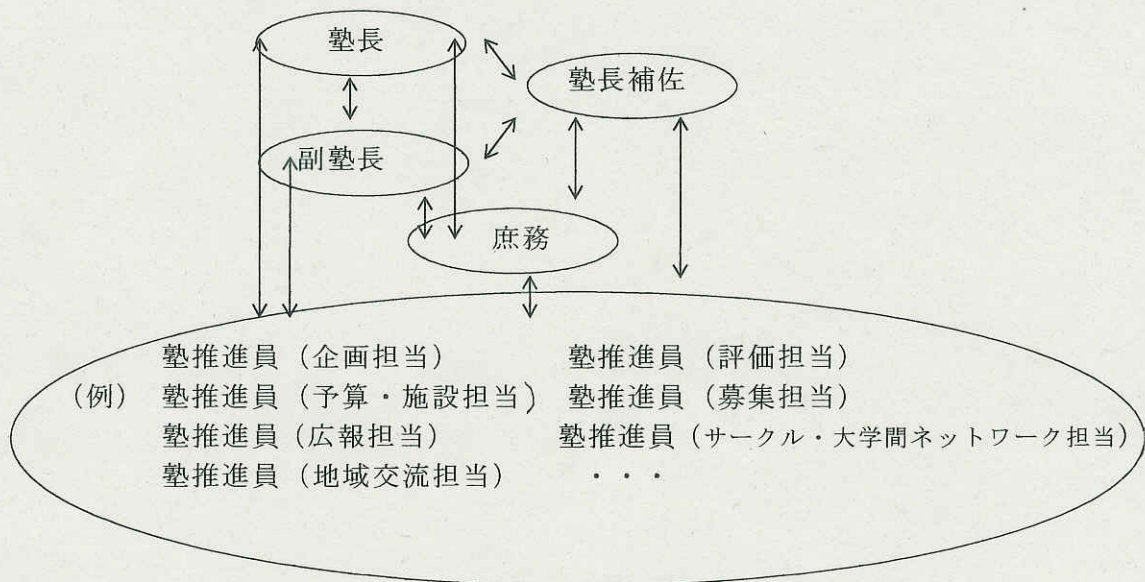 塾長
塾長補佐
副塾長
庶務
塾推進員（企画担当） 塾推進員（評価担当）
（例） 塾推進員（予算・施設担当） 塾推進員（募集担当）
塾推進員（広報担当） 塾推進員（サークル・大学間ネットワーク担当）
塾推進員（地域交流担当） ・・・